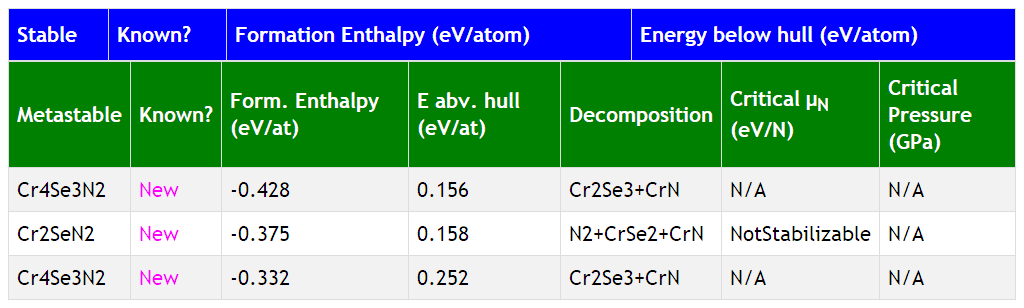 Stable Known? Formation Enthalpy (eV/atom) Energy below hull (eV/atom)
Metastable Known? Form. Enthalpy (eV/at) E abv. hull (eV/at) Decomposition Critical μN (eV/N) Critical Pressure (GPa)
Cr4Se3N2 New -0.428 0.156 Cr2Se3+CrN N/A N/A
Cr2SeN2 New -0.375 0.158 N2+CrSe2+CrN NotStabilizable N/A
Cr4Se3N2 New -0.332 0.252 Cr2Se3+CrN N/A N/A